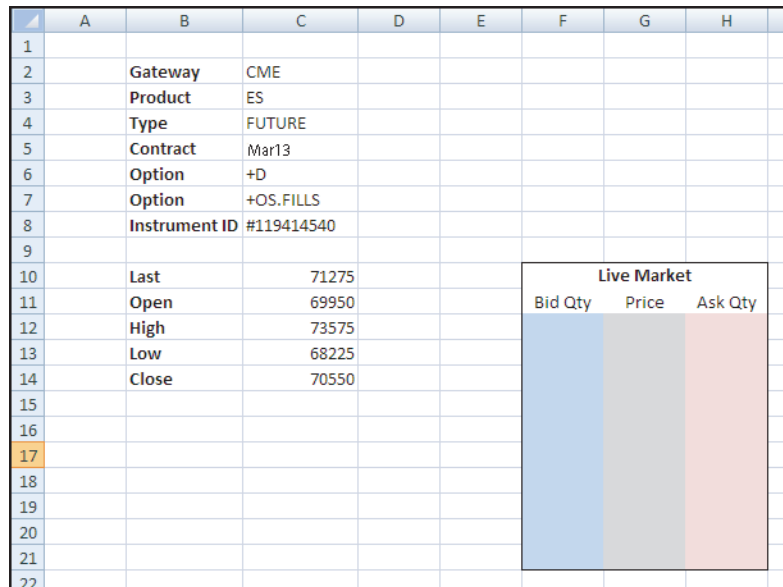 A B C D E F G H
1
2 Gateway CME
3 Product ES
4 Type FUTURE
5 Contract Mar13
6 Option +D
7 Option +OS.FILLS
8 Instrument ID #119414540
9
10 Last 71275 Live Market
11 Open 69950 Bid Qty Price Ask Qty
12 High 73575
13 Low 68225
14 Close 70550
15
16
17
18
19
20
21
22